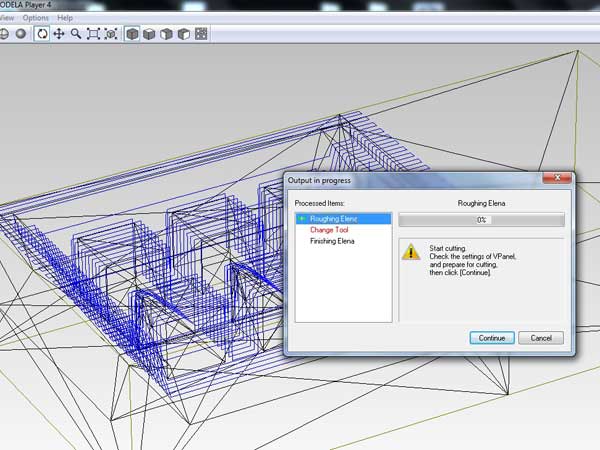 ODELA Player 4
View Options Help
Output in progress
Processed Items:
Roughing Elena
Change Tool
Finishing Elena
Roughing Elena
0%
Start cutting.
Check the settings of VPanel,
and prepare for cutting,
then click [Continue].
Continue
Cancel